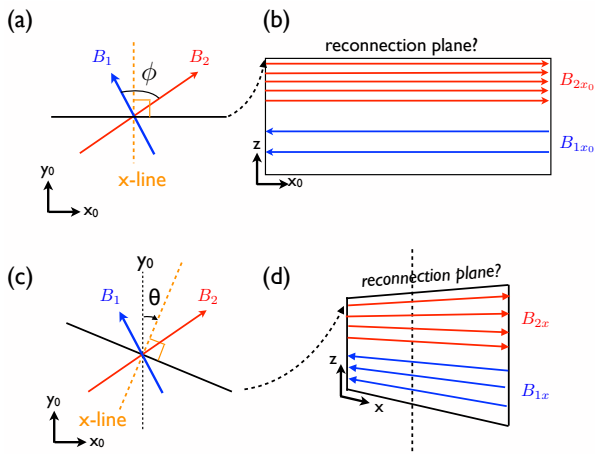 (a)
B₁
ϕ
B₂
x-line
y₀
x₀
(b)
reconnection plane?
B₂ₓ₀
B₁ₓ₀
z
x₀
(c)
y₀
B₁
θ
B₂
x-line
y₀
x₀
(d)
reconnection plane?
B₂ₓ
B₁ₓ
z
x